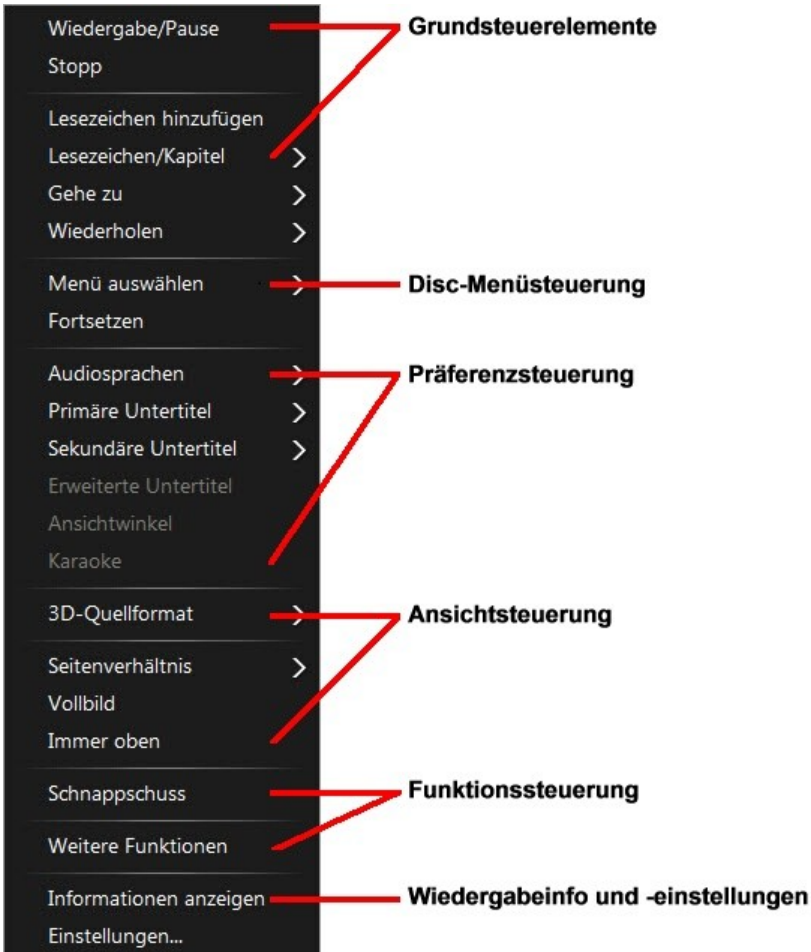 Wiedergabe/Pause
Grundsteuerelemente
Stopp
Lesezeichen hinzufügen
Lesezeichen/Kapitel
Gehe zu
Wiederholen
Menü auswählen
Disc-Menüsteuerung
Fortsetzen
Audiosprachen
Präferenzsteuerung
Primäre Untertitel
Sekundäre Untertitel
Erweiterte Untertitel
Ansichtwinkel
Karaoke
3D-Quellformat
Ansichtsteuerung
Seitenverhältnis
Vollbild
Immer oben
Schnappschuss
Funktionssteuerung
Weitere Funktionen
Informationen anzeigen
Wiedergabeinfo und -einstellungen
Einstellungen...